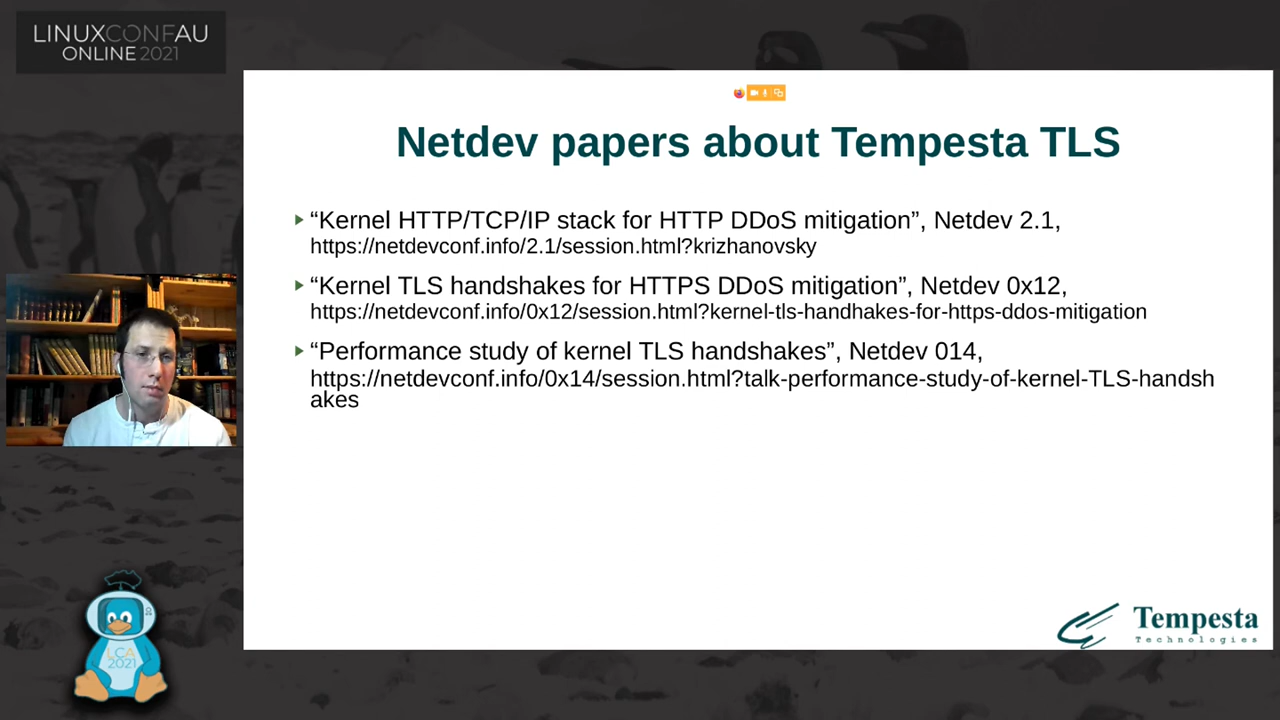 LINUXCONFAU
ONLINE 2021
Netdev papers about Tempesta TLS
“Kernel HTTP/TCP/IP stack for HTTP DDoS mitigation”, Netdev 2.1,
https://netdevconf.info/2.1/session.html?krizhanovsky
“Kernel TLS handshakes for HTTPS DDoS mitigation”, Netdev 0x12,
https://netdevconf.info/0x12/session.html?kernel-tls-handhakes-for-https-ddos-mitigation
“Performance study of kernel TLS handshakes”, Netdev 014,
https://netdevconf.info/0x14/session.html?talk-performance-study-of-kernel-TLS-handsh
akes
LCA
2021
Tempesta
Technologies